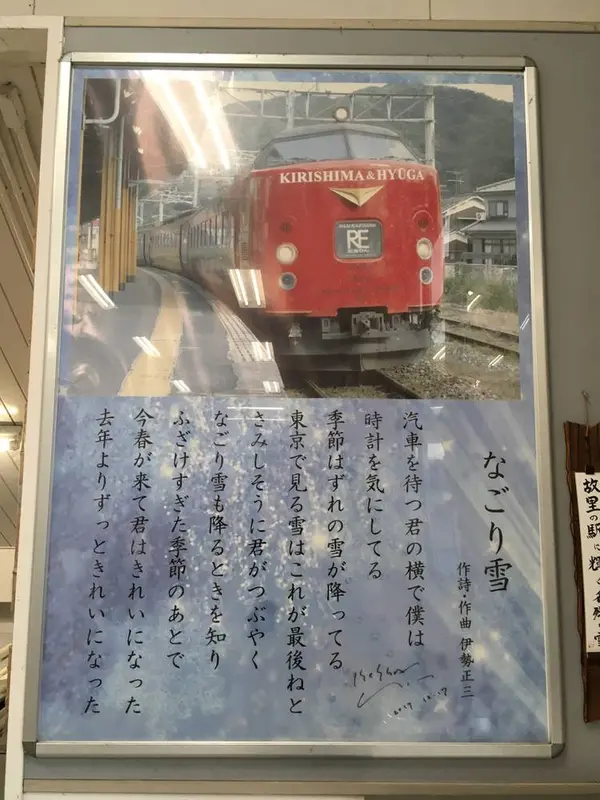 KIRISHIMA & HYUGA
RE
なごり雪
作詩・作曲 伊勢正三
汽車を待つ君の横で僕は
時計を気にしてる
季節はずれの雪が降ってる
東京で見る雪はこれが最後ねと
さみしそうに君がつぶやく
なごり雪も降るときを知り
ふざけすぎた季節のあとで
今春が来て君はきれいになった
去年よりずっときれいになった
2017 12.17
故里の駅に